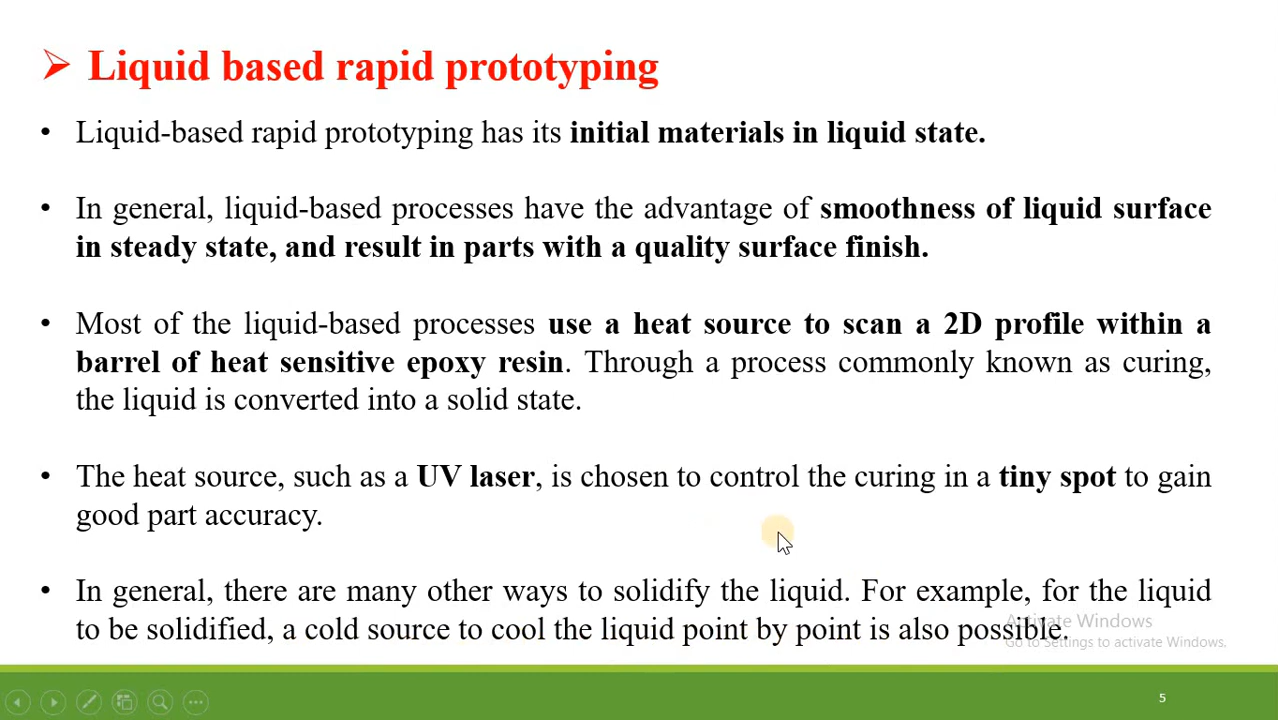 ➢ Liquid based rapid prototyping
• Liquid-based rapid prototyping has its initial materials in liquid state.
• In general, liquid-based processes have the advantage of smoothness of liquid surface
in steady state, and result in parts with a quality surface finish.
• Most of the liquid-based processes use a heat source to scan a 2D profile within a
barrel of heat sensitive epoxy resin. Through a process commonly known as curing,
the liquid is converted into a solid state.
• The heat source, such as a UV laser, is chosen to control the curing in a tiny spot to gain
good part accuracy.
• In general, there are many other ways to solidify the liquid. For example, for the liquid
to be solidified, a cold source to cool the liquid point by point is also possible.
Activate Windows
Go to Settings to activate Windows.
5